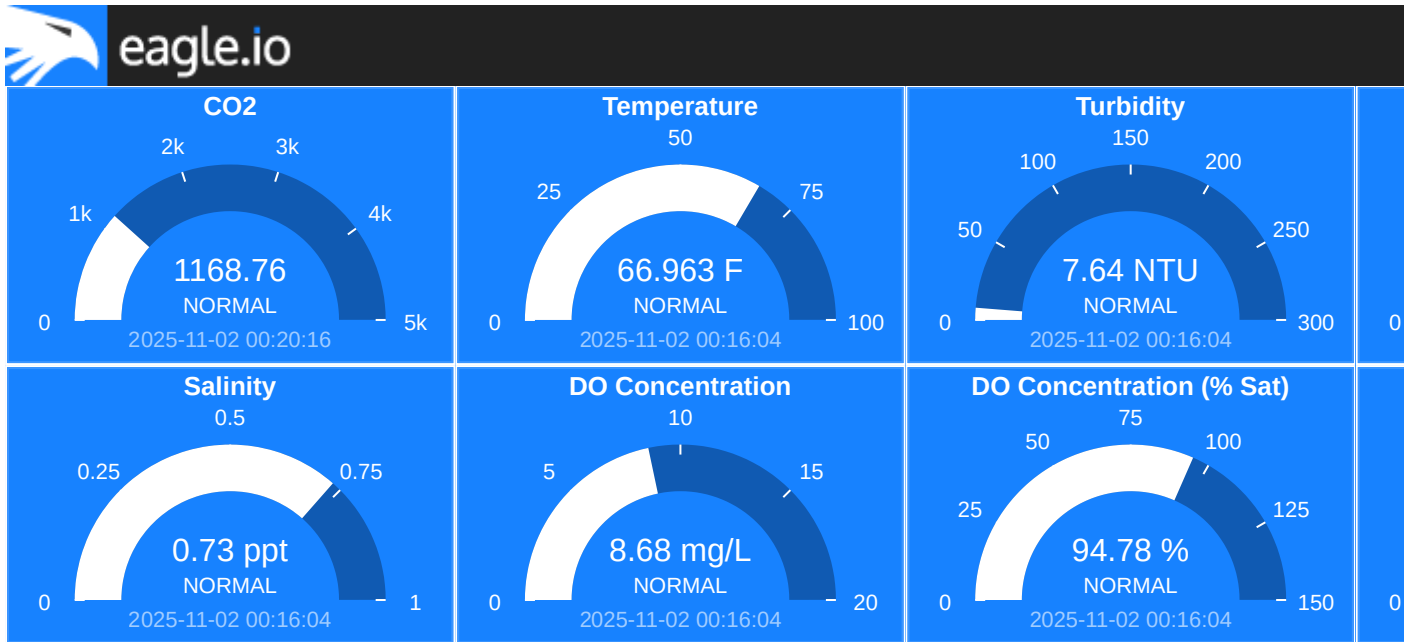 eagle.io
CO2
2k 3k
1k 4k
1168.76
NORMAL
0 5k
2025-11-02 00:20:16
Temperature
50
25 75
66.963 F
NORMAL
0 100
2025-11-02 00:16:04
Turbidity
150
100 200
50 250
7.64 NTU
NORMAL
0 300
2025-11-02 00:16:04
0
Salinity
0.5
0.25 0.75
0.73 ppt
NORMAL
0 1
2025-11-02 00:16:04
DO Concentration
10
5 15
8.68 mg/L
NORMAL
0 20
2025-11-02 00:16:04
DO Concentration (% Sat)
75
50 100
25 125
94.78 %
NORMAL
0 150
2025-11-02 00:16:04
0